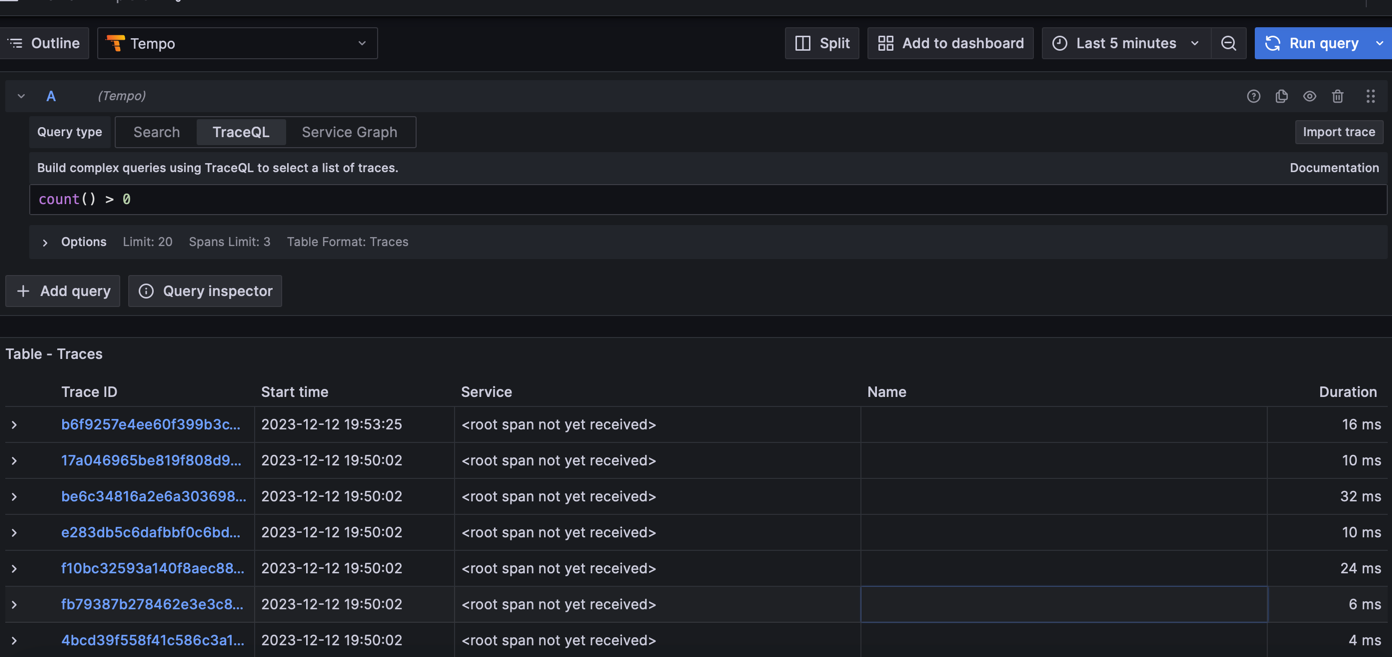 Outline
Tempo
Split
Add to dashboard
Last 5 minutes
Run query
A (Tempo)
Query type Search TraceQL Service Graph Import trace
Build complex queries using TraceQL to select a list of traces. Documentation
count() > 0
Options Limit: 20 Spans Limit: 3 Table Format: Traces
+ Add query Query inspector
Table - Traces
Trace ID Start time Service Name Duration
b6f9257e4ee60f399b3c... 2023-12-12 19:53:25 <root span not yet received> 16 ms
17a046965be819f808d9... 2023-12-12 19:50:02 <root span not yet received> 10 ms
be6c34816a2e6a303698... 2023-12-12 19:50:02 <root span not yet received> 32 ms
e283db5c6dafbbf0c6bd... 2023-12-12 19:50:02 <root span not yet received> 10 ms
f10bc32593a140f8aec88... 2023-12-12 19:50:02 <root span not yet received> 24 ms
fb79387b278462e3e3c8... 2023-12-12 19:50:02 <root span not yet received> 6 ms
4bcd39f558f41c586c3a1... 2023-12-12 19:50:02 <root span not yet received> 4 ms